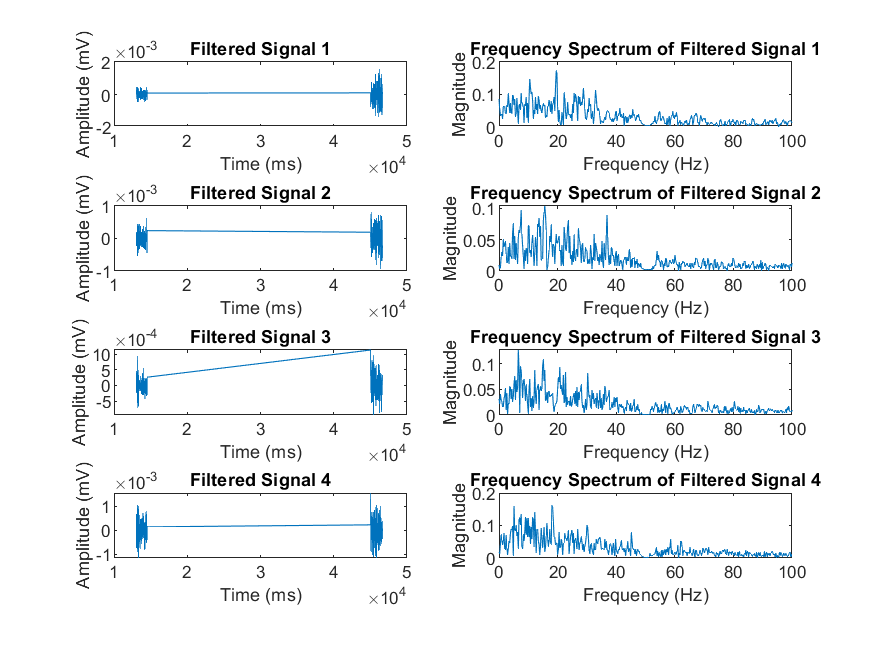 Filtered Signal 1
×10-3
Amplitude (mV)
2
0
-2
1 2 3 4 5
Time (ms)
×104
Frequency Spectrum of Filtered Signal 1
Magnitude
0.2
0.1
0
0 20 40 60 80 100
Frequency (Hz)
Filtered Signal 2
×10-3
Amplitude (mV)
1
0
-1
1 2 3 4 5
Time (ms)
×104
Frequency Spectrum of Filtered Signal 2
Magnitude
0.1
0.05
0
0 20 40 60 80 100
Frequency (Hz)
Filtered Signal 3
×10-4
Amplitude (mV)
10
5
0
-5
1 2 3 4 5
Time (ms)
×104
Frequency Spectrum of Filtered Signal 3
Magnitude
0.1
0.05
0
0 20 40 60 80 100
Frequency (Hz)
Filtered Signal 4
×10-3
Amplitude (mV)
1
0
-1
1 2 3 4 5
Time (ms)
×104
Frequency Spectrum of Filtered Signal 4
Magnitude
0.2
0.1
0
0 20 40 60 80 100
Frequency (Hz)